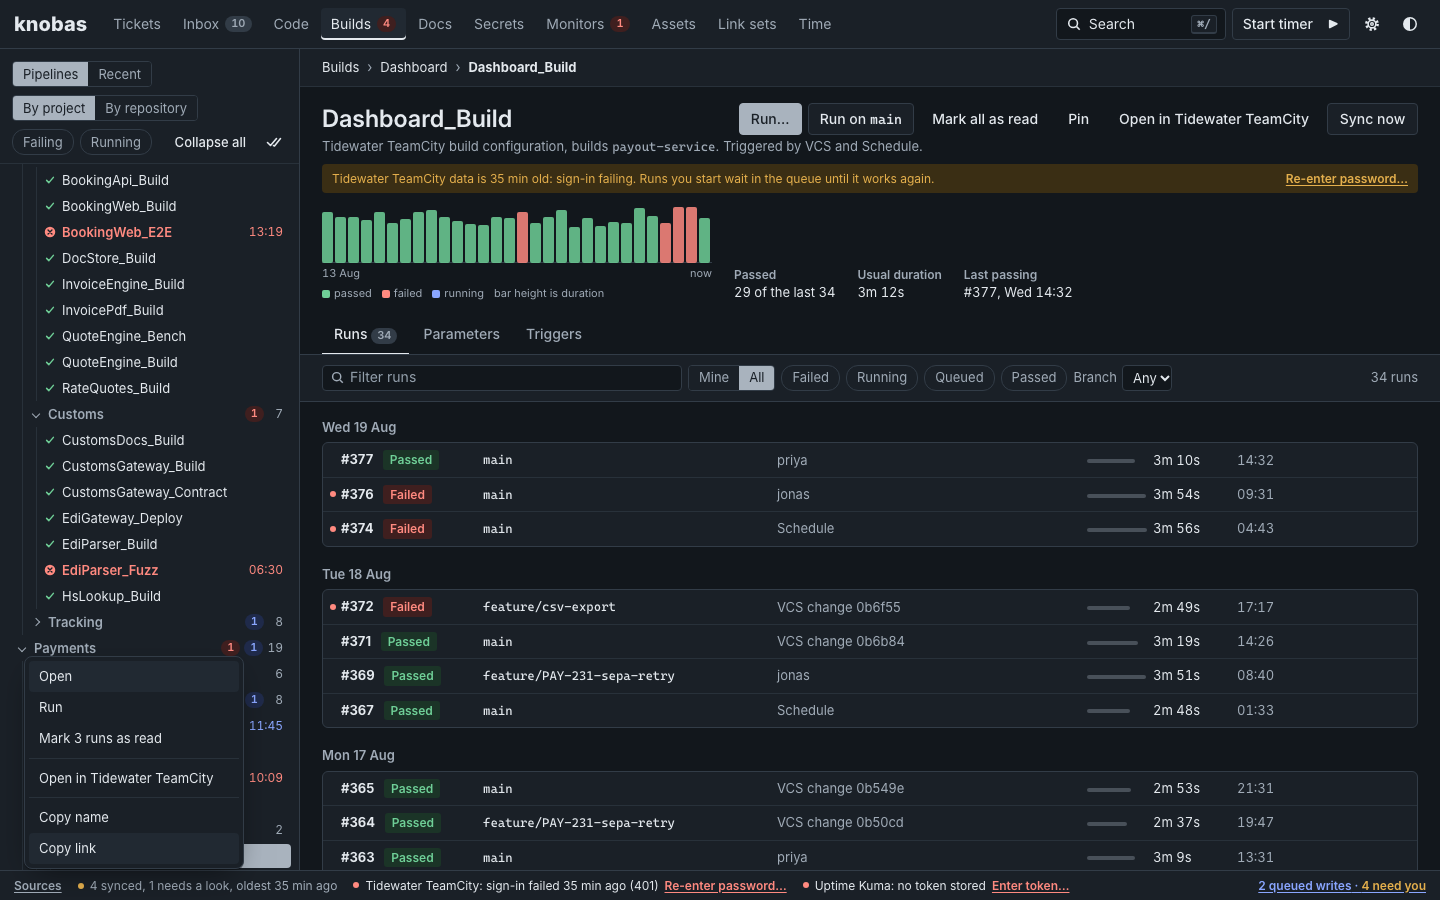 knobas
Tickets
Inbox 10
Code
Builds 4
Docs
Secrets
Monitors 1
Assets
Link sets
Time
Search ⌘/
Start timer
Pipelines
Recent
By project
By repository
Failing
Running
Collapse all
BookingApi_Build
BookingWeb_Build
BookingWeb_E2E 13:19
DocStore_Build
InvoiceEngine_Build
InvoicePdf_Build
QuoteEngine_Bench
QuoteEngine_Build
RateQuotes_Build
Customs 1 7
CustomsDocs_Build
CustomsGateway_Build
CustomsGateway_Contract
EdiGateway_Deploy
EdiParser_Build
EdiParser_Fuzz 06:30
HsLookup_Build
Tracking 1 8
Payments 1 1 19
6
1 8
11:45
10:09
2
Open
Run
Mark 3 runs as read
Open in Tidewater TeamCity
Copy name
Copy link
Builds › Dashboard › Dashboard_Build
Dashboard_Build
Run...
Run on main
Mark all as read
Pin
Open in Tidewater TeamCity
Sync now
Tidewater TeamCity build configuration, builds payout-service. Triggered by VCS and Schedule.
Tidewater TeamCity data is 35 min old: sign-in failing. Runs you start wait in the queue until it works again.
Re-enter password...
13 Aug
now
passed
failed
running
bar height is duration
Passed
29 of the last 34
Usual duration
3m 12s
Last passing
#377, Wed 14:32
Runs 34
Parameters
Triggers
Filter runs
Mine
All
Failed
Running
Queued
Passed
Branch
Any
34 runs
Wed 19 Aug
#377 Passed main priya 3m 10s 14:32
#376 Failed main jonas 3m 54s 09:31
#374 Failed main Schedule 3m 56s 04:43
Tue 18 Aug
#372 Failed feature/csv-export VCS change 0b6f55 2m 49s 17:17
#371 Passed main VCS change 0b6b84 3m 19s 14:26
#369 Passed feature/PAY-231-sepa-retry jonas 3m 51s 08:40
#367 Passed main Schedule 2m 48s 01:33
Mon 17 Aug
#365 Passed main VCS change 0b549e 2m 53s 21:31
#364 Passed feature/PAY-231-sepa-retry VCS change 0b50cd 2m 37s 19:47
#363 Passed main priya 3m 9s 13:31
Sources
4 synced, 1 needs a look, oldest 35 min ago
Tidewater TeamCity: sign-in failed 35 min ago (401) Re-enter password...
Uptime Kuma: no token stored Enter token...
2 queued writes · 4 need you